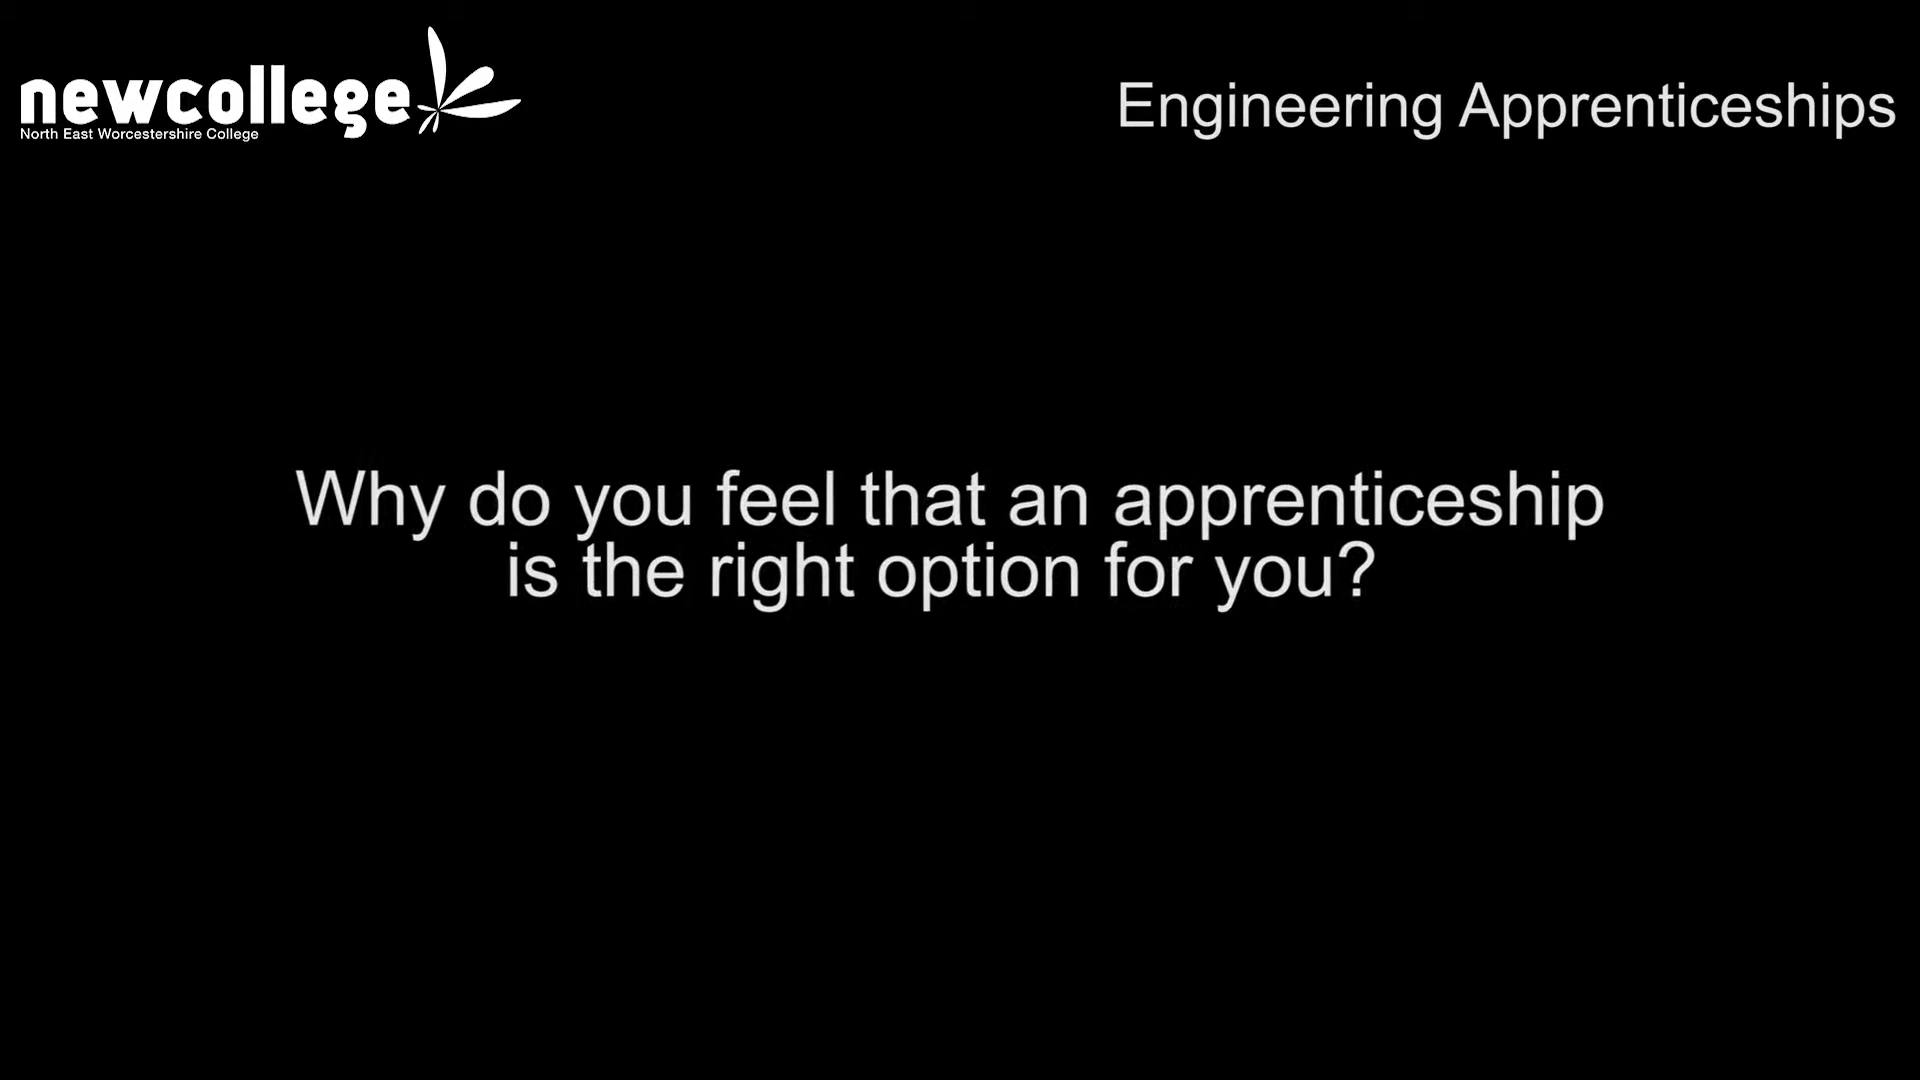 newcollege
North East Worcestershire College
Engineering Apprenticeships
Why do you feel that an apprenticeship
is the right option for you?